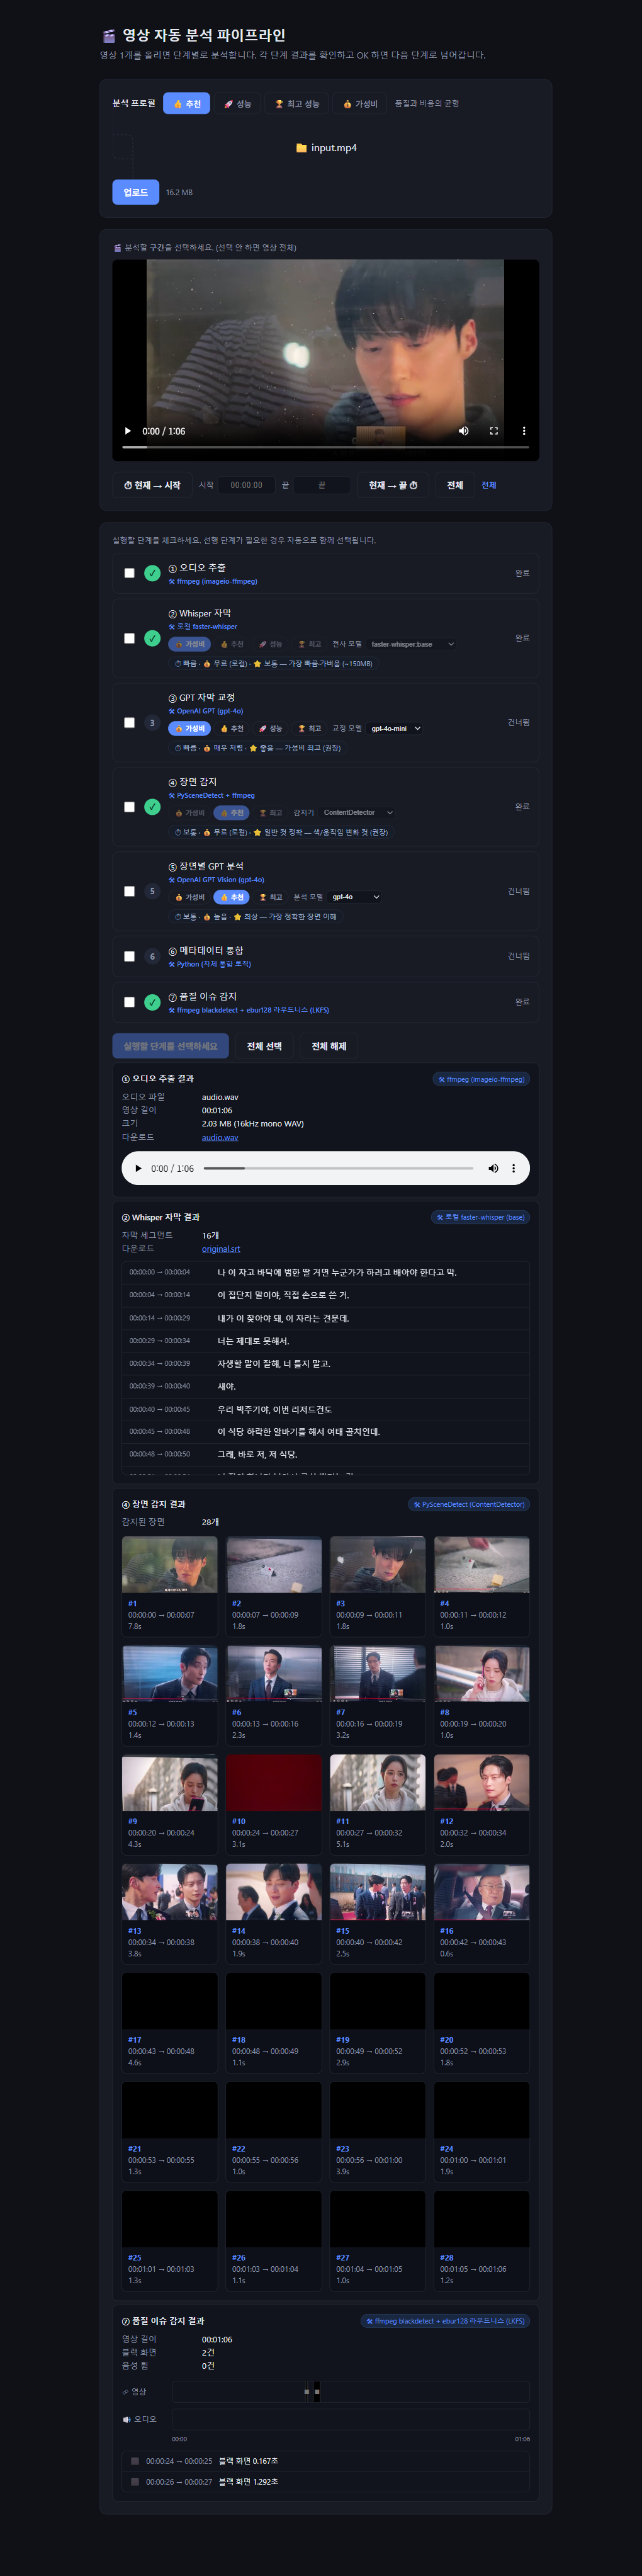 🎬 영상 자동 분석 파이프라인
영상 1개를 올리면 단계별로 분석합니다. 각 단계 결과를 확인하고 OK 하면 다음 단계로 넘어갑니다.
분석 프로필 👍 추천 🚀 성능 🏆 최고 성능 💰 가성비 품질과 비용의 균형
📁 input.mp4
업로드 16.2 MB
🎬 분석할 구간를 선택하세요. (선택 안 하면 영상 전체)
0:00 / 1:06
⏱ 현재 → 시작 시작 00:00:00 끝 끝 현재 → 끝 ⏱ 전체 전체
실행할 단계를 체크하세요. 선행 단계가 필요한 경우 자동으로 함께 선택됩니다.
✓ ① 오디오 추출 완료
🛠 ffmpeg (imageio-ffmpeg)
✓ ② Whisper 자막 완료
🛠 로컬 faster-whisper
💰 가성비 👍 추천 🚀 성능 🏆 최고 전사 모델 faster-whisper:base
⏱ 빠름 · 💰 무료 (로컬) · ⭐ 보통 — 가장 빠름·가벼움 (~150MB)
3 ③ GPT 자막 교정 건너뜀
🛠 OpenAI GPT (gpt-4o)
💰 가성비 👍 추천 🚀 성능 🏆 최고 교정 모델 gpt-4o-mini
⏱ 빠름 · 💰 매우 저렴 · ⭐ 좋음 — 가성비 최고 (권장)
✓ ④ 장면 감지 완료
🛠 PySceneDetect + ffmpeg
💰 가성비 👍 추천 🏆 최고 감지기 ContentDetector
⏱ 보통 · 💰 무료 (로컬) · ⭐ 일반 컷 정확 — 색/움직임 변화 컷 (권장)
5 ⑤ 장면별 GPT 분석 건너뜀
🛠 OpenAI GPT Vision (gpt-4o)
💰 가성비 👍 추천 🏆 최고 분석 모델 gpt-4o
⏱ 보통 · 💰 높음 · ⭐ 최상 — 가장 정확한 장면 이해
6 ⑥ 메타데이터 통합 건너뜀
🛠 Python (자체 통합 로직)
✓ ⑦ 품질 이슈 감지 완료
🛠 ffmpeg blackdetect + ebur128 라우드니스 (LKFS)
실행할 단계를 선택하세요 전체 선택 전체 해제
① 오디오 추출 결과 🛠 ffmpeg (imageio-ffmpeg)
오디오 파일 audio.wav
영상 길이 00:01:06
크기 2.03 MB (16kHz mono WAV)
다운로드 audio.wav
0:00 / 1:06
② Whisper 자막 결과 🛠 로컬 faster-whisper (base)
자막 세그먼트 16개
다운로드 original.srt
00:00:00 → 00:00:04 나 이 자고 바닥에 범한 딸 거면 누군가가 하려고 배아야 한다고 막.
00:00:04 → 00:00:14 이 집단지 말이야, 직접 손으로 쓴 거.
00:00:14 → 00:00:29 내가 이 찾아야 돼, 이 자라는 견문데.
00:00:29 → 00:00:34 너는 제대로 못해서.
00:00:34 → 00:00:39 자생할 말이 잘해, 너 틀지 말고.
00:00:39 → 00:00:40 새야.
00:00:40 → 00:00:45 우리 박주기야, 이번 리저드건도
00:00:45 → 00:00:48 이 식당 하락한 알바기를 해서 여태 골치인데.
00:00:48 → 00:00:50 그래, 바로 저, 저 식당.
④ 장면 감지 결과 🛠 PySceneDetect (ContentDetector)
감지된 장면 28개
#1 #2 #3 #4
00:00:00 → 00:00:07 00:00:07 → 00:00:09 00:00:09 → 00:00:11 00:00:11 → 00:00:12
7.8s 1.8s 1.8s 1.0s
#5 #6 #7 #8
00:00:12 → 00:00:13 00:00:13 → 00:00:16 00:00:16 → 00:00:19 00:00:19 → 00:00:20
1.4s 2.3s 3.2s 1.0s
#9 #10 #11 #12
00:00:20 → 00:00:24 00:00:24 → 00:00:27 00:00:27 → 00:00:32 00:00:32 → 00:00:34
4.3s 3.1s 5.1s 2.0s
#13 #14 #15 #16
00:00:34 → 00:00:38 00:00:38 → 00:00:40 00:00:40 → 00:00:42 00:00:42 → 00:00:43
3.8s 1.9s 2.5s 0.6s
#17 #18 #19 #20
00:00:43 → 00:00:48 00:00:48 → 00:00:49 00:00:49 → 00:00:52 00:00:52 → 00:00:53
4.6s 1.1s 2.9s 1.8s
#21 #22 #23 #24
00:00:53 → 00:00:55 00:00:55 → 00:00:56 00:00:56 → 00:01:00 00:01:00 → 00:01:01
1.3s 1.0s 3.9s 1.9s
#25 #26 #27 #28
00:01:01 → 00:01:03 00:01:03 → 00:01:04 00:01:04 → 00:01:05 00:01:05 → 00:01:06
1.3s 1.1s 1.0s 1.2s
⑦ 품질 이슈 감지 결과 🛠 ffmpeg blackdetect + ebur128 라우드니스 (LKFS)
영상 길이 00:01:06
블랙 화면 2건
음성 튐 0건
영상
🔊 오디오
00:00 01:06
00:00:24 → 00:00:25 블랙 화면 0.167초
00:00:26 → 00:00:27 블랙 화면 1.292초